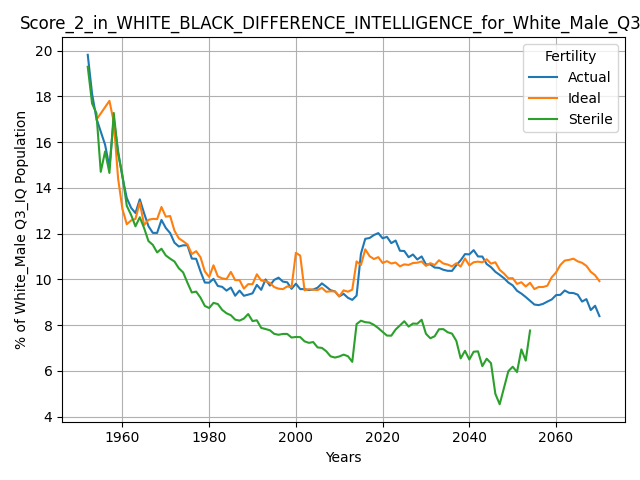 Score_2_in_WHITE_BLACK_DIFFERENCE_INTELLIGENCE_for_White_Male_Q3
% of White_Male Q3_IQ Population
20
18
16
14
12
10
8
6
4
Fertility
Actual
Ideal
Sterile
1960 1980 2000 2020 2040 2060
Years